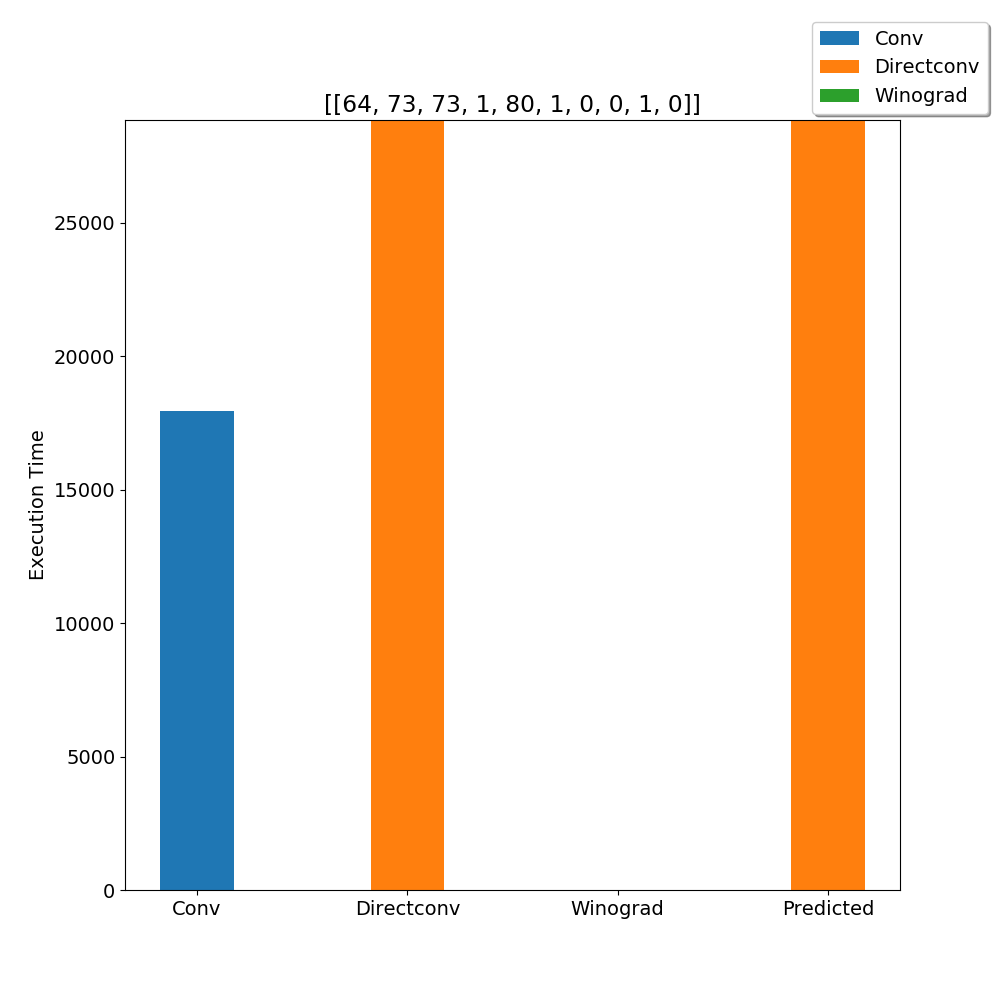 Conv
Directconv
Winograd
[[64, 73, 73, 1, 80, 1, 0, 0, 1, 0]]
25000
20000
15000
10000
5000
0
Execution Time
Conv Directconv Winograd Predicted